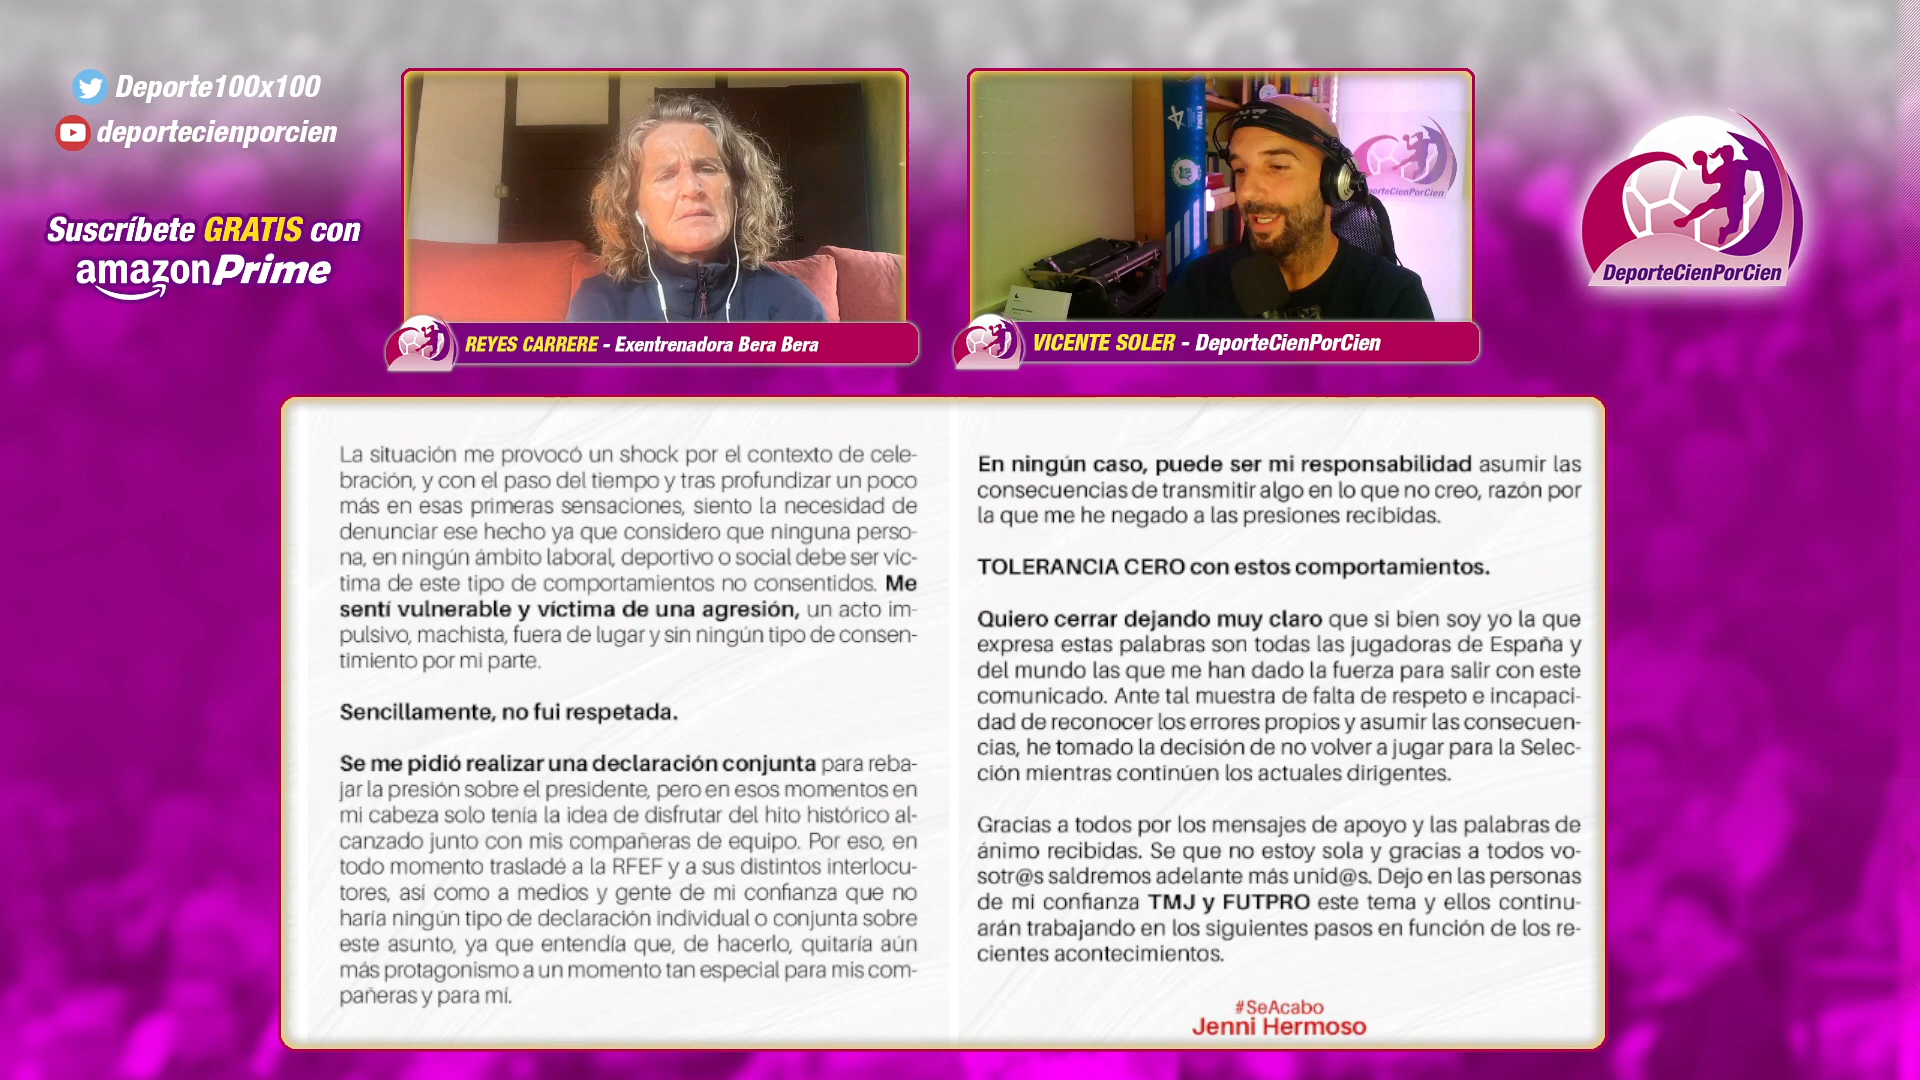 Deporte100x100
deportecienporcien
Suscríbete GRATIS con
amazonPrime
REYES CARRERE - Exentrenadora Bera Bera
VICENTE SOLER - DeporteCienPorCien
DeporteCienPorCien
La situación me provocó un shock por el contexto de cele-
bración, y con el paso del tiempo y tras profundizar un poco
más en esas primeras sensaciones, siento la necesidad de
denunciar ese hecho ya que considero que ninguna perso-
na, en ningún ámbito laboral, deportivo o social debe ser víc-
tima de este tipo de comportamientos no consentidos. Me
sentí vulnerable y víctima de una agresión, un acto im-
pulsivo, machista, fuera de lugar y sin ningún tipo de consen-
timiento por mi parte.
Sencillamente, no fui respetada.
Se me pidió realizar una declaración conjunta para reba-
jar la presión sobre el presidente, pero en esos momentos en
mi cabeza solo tenía la idea de disfrutar del hito histórico al-
canzado junto con mis compañeras de equipo. Por eso, en
todo momento trasladé a la RFEF y a sus distintos interlocu-
tores, así como a medios y gente de mi confianza que no
haría ningún tipo de declaración individual o conjunta sobre
este asunto, ya que entendía que, de hacerlo, quitaría aún
más protagonismo a un momento tan especial para mis com-
pañeras y para mí.
En ningún caso, puede ser mi responsabilidad asumir las
consecuencias de transmitir algo en lo que no creo, razón por
la que me he negado a las presiones recibidas.
TOLERANCIA CERO con estos comportamientos.
Quiero cerrar dejando muy claro que si bien soy yo la que
expresa estas palabras son todas las jugadoras de España y
del mundo las que me han dado la fuerza para salir con este
comunicado. Ante tal muestra de falta de respeto e incapaci-
dad de reconocer los errores propios y asumir las consecuen-
cias, he tomado la decisión de no volver a jugar para la Selec-
ción mientras continúen los actuales dirigentes.
Gracias a todos por los mensajes de apoyo y las palabras de
ánimo recibidas. Se que no estoy sola y gracias a todos vo-
sotr@s saldremos adelante más unid@s. Dejo en las personas
de mi confianza TMJ y FUTPRO este tema y ellos continu-
arán trabajando en los siguientes pasos en función de los re-
cientes acontecimientos.
#SeAcabo
Jenni Hermoso